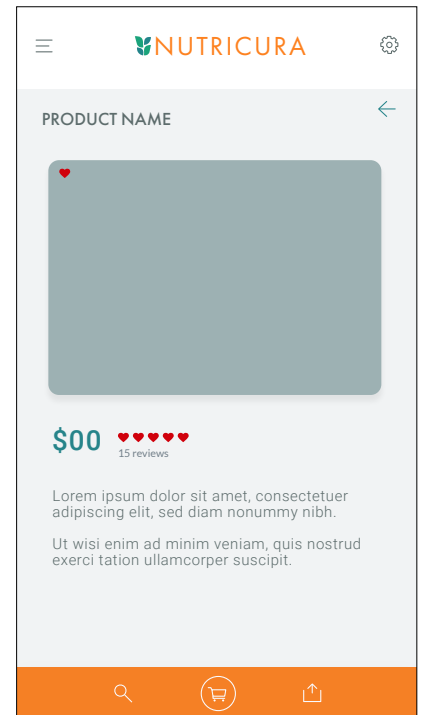 NUTRICURA
PRODUCT NAME
$00
15 reviews
Lorem ipsum dolor sit amet, consectetuer
adipiscing elit, sed diam nonummy nibh.
Ut wisi enim ad minim veniam, quis nostrud
exerci tation ullamcorper suscipit.